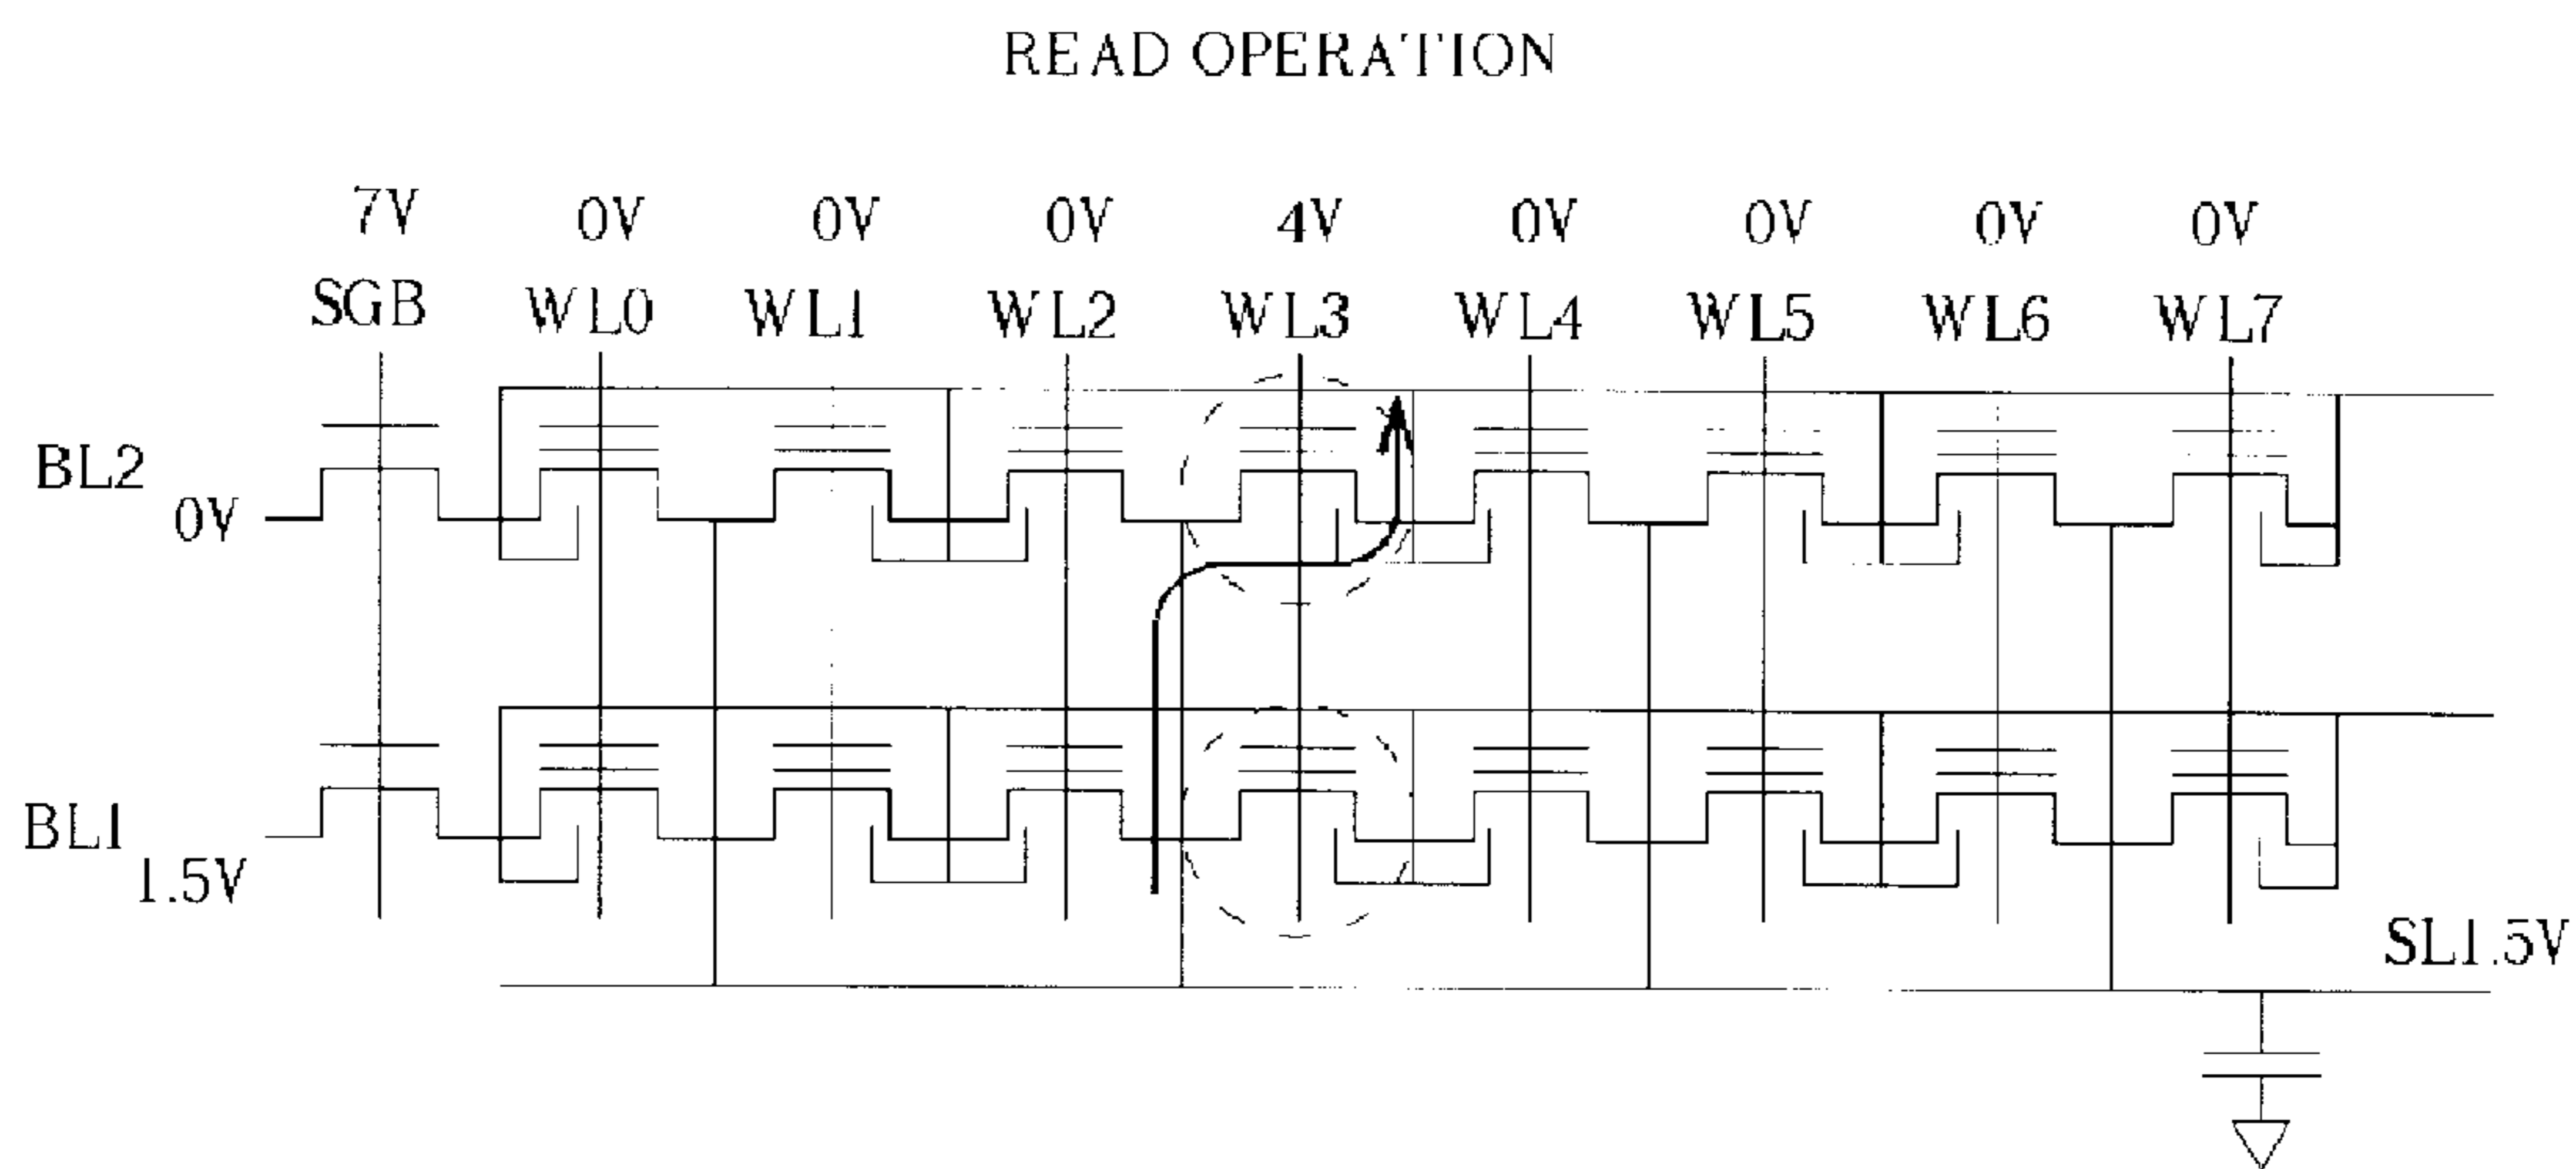 READ OPERATION
7V 0V 0V 0V 4V 0V 0V 0V 0V
SGB WL0 WL1 WL2 WL3 WL4 WL5 WL6 WL7
BL2
0V
BL1
1.5V
SL1.5V